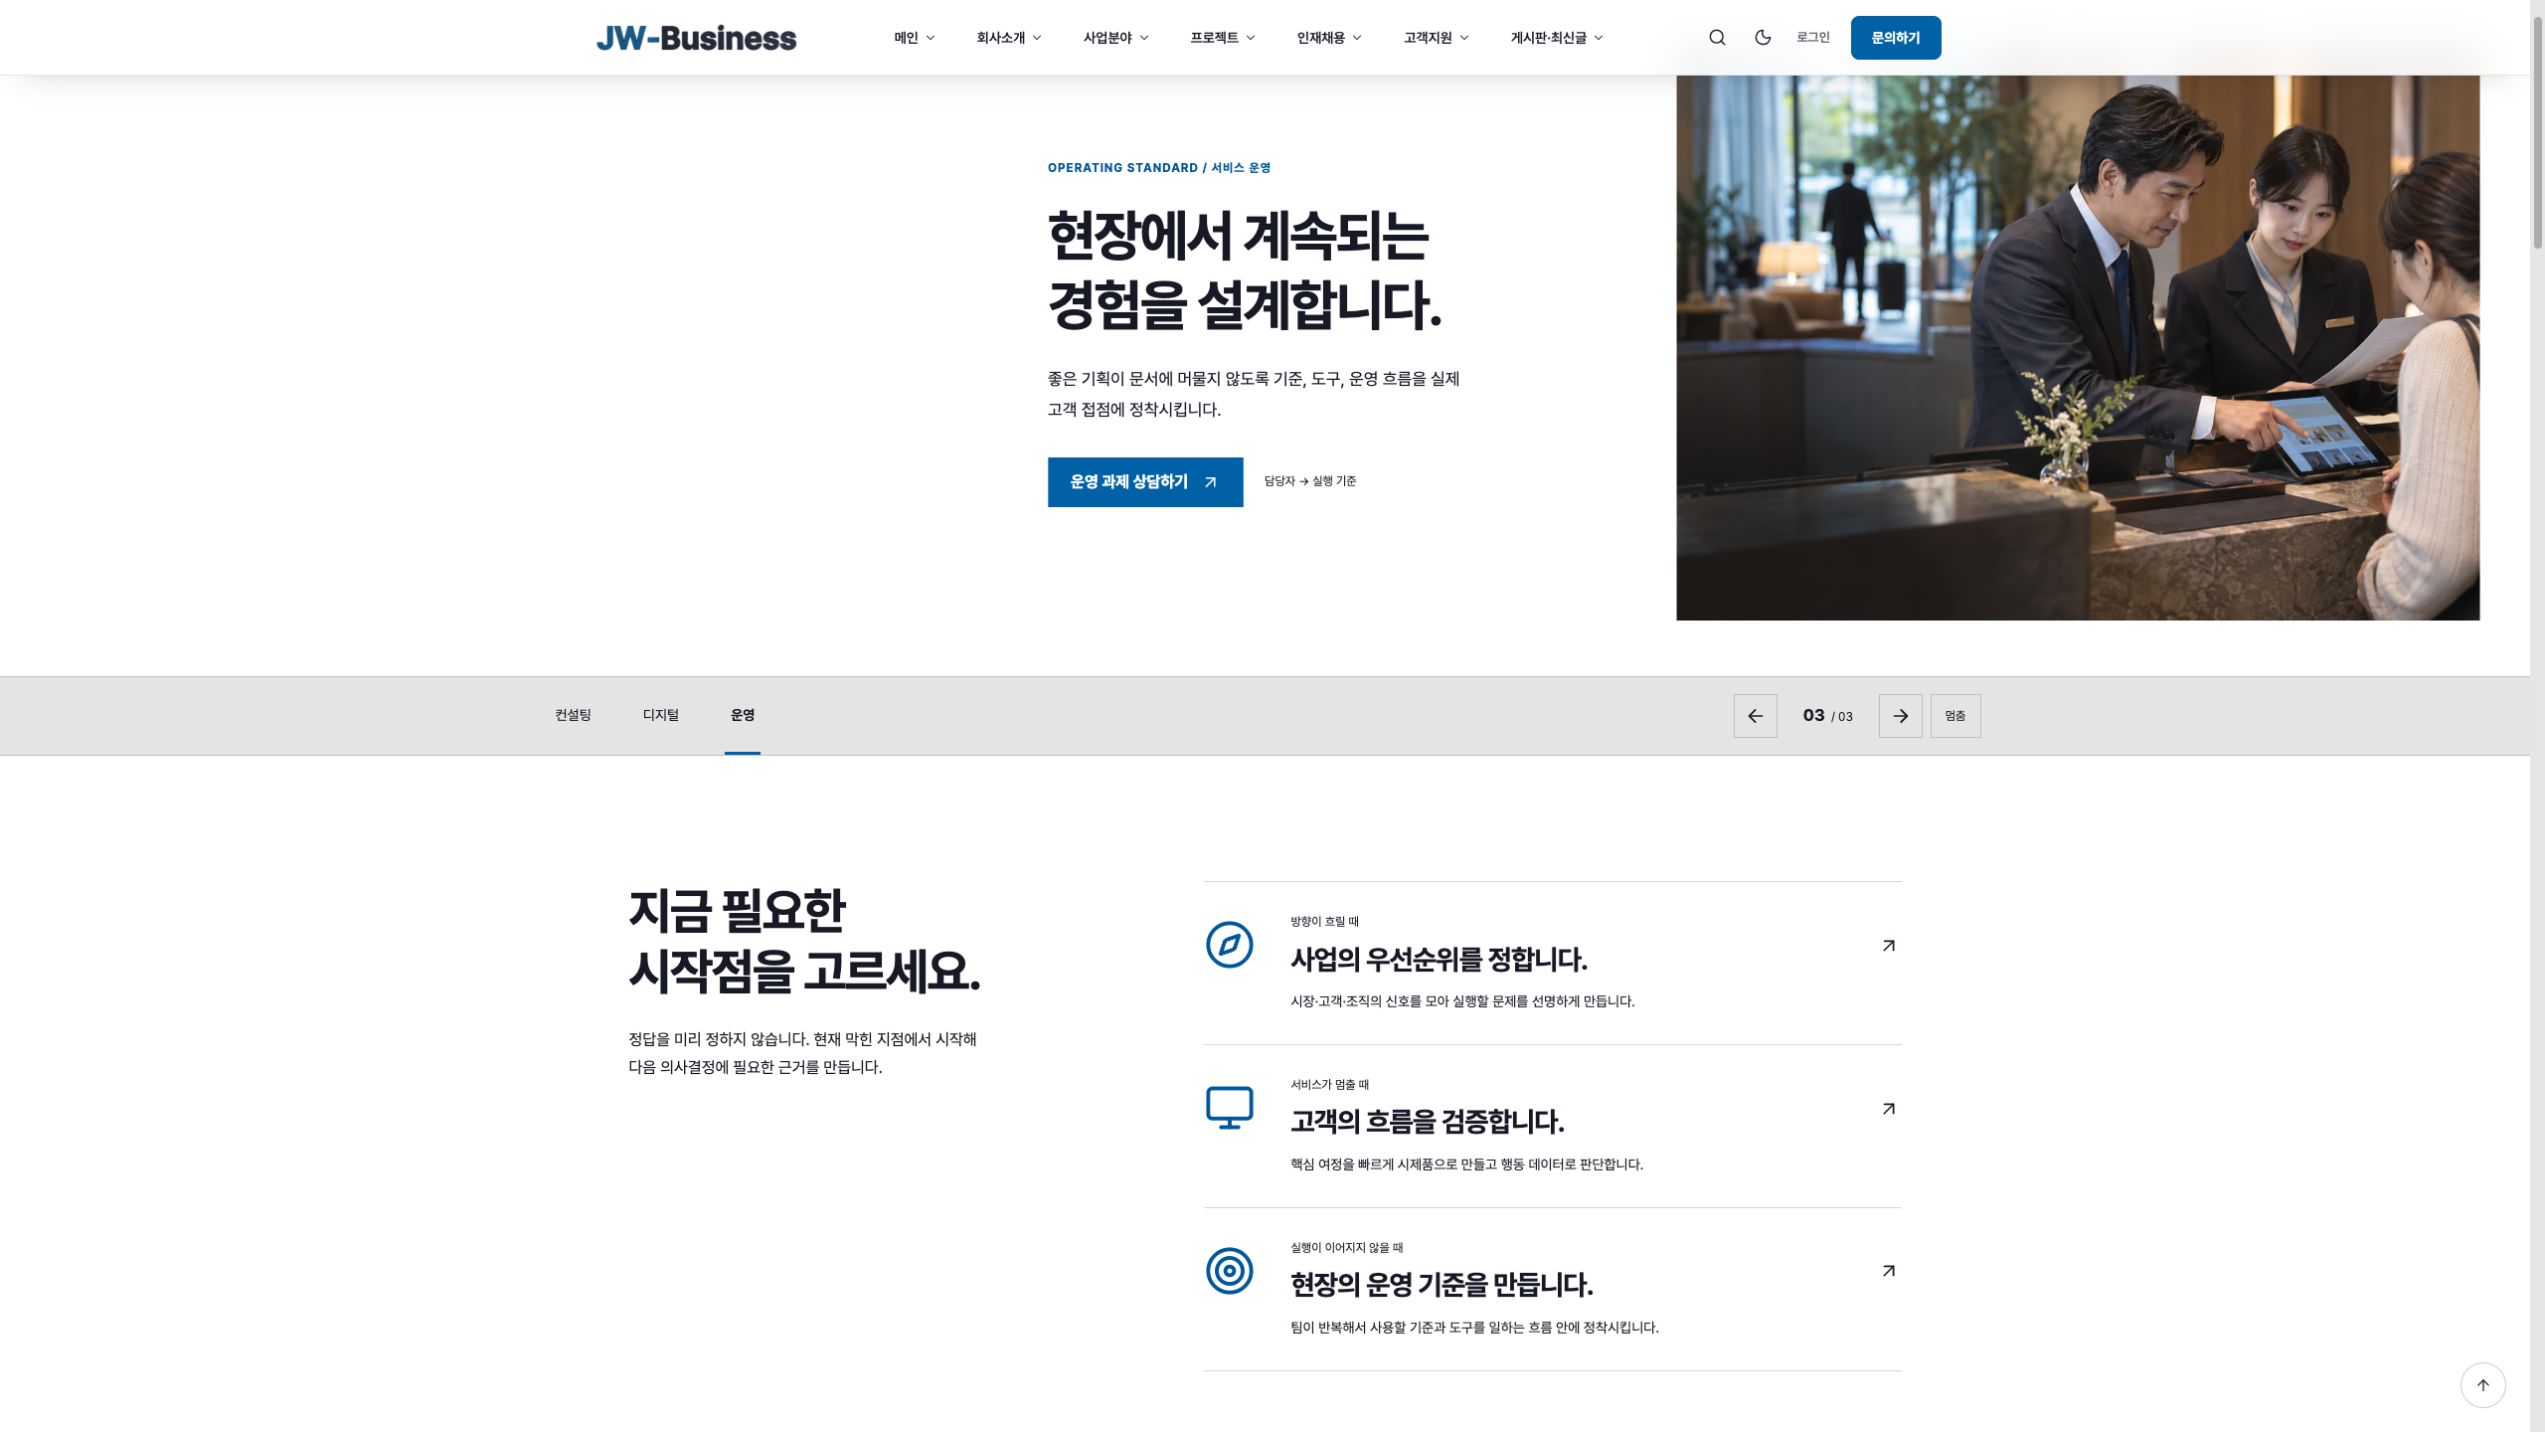 JW-Business
메인
회사소개
사업분야
프로젝트
인재채용
고객지원
게시판·최신글
로그인
문의하기
OPERATING STANDARD / 서비스 운영
현장에서 계속되는
경험을 설계합니다.
좋은 기획이 문서에 머물지 않도록 기준, 도구, 운영 흐름을 실제
고객 접점에 정착시킵니다.
운영 과제 상담하기
담당자 → 실행 기준
컨설팅
디지털
운영
03 / 03
멈춤
지금 필요한
시작점을 고르세요.
정답을 미리 정하지 않습니다. 현재 막힌 지점에서 시작해
다음 의사결정에 필요한 근거를 만듭니다.
방향이 흐릴 때
사업의 우선순위를 정합니다.
시장·고객·조직의 신호를 모아 실행할 문제를 선명하게 만듭니다.
서비스가 멈출 때
고객의 흐름을 검증합니다.
핵심 여정을 빠르게 시제품으로 만들고 행동 데이터로 판단합니다.
실행이 이어지지 않을 때
현장의 운영 기준을 만듭니다.
팀이 반복해서 사용할 기준과 도구를 일하는 흐름 안에 정착시킵니다.